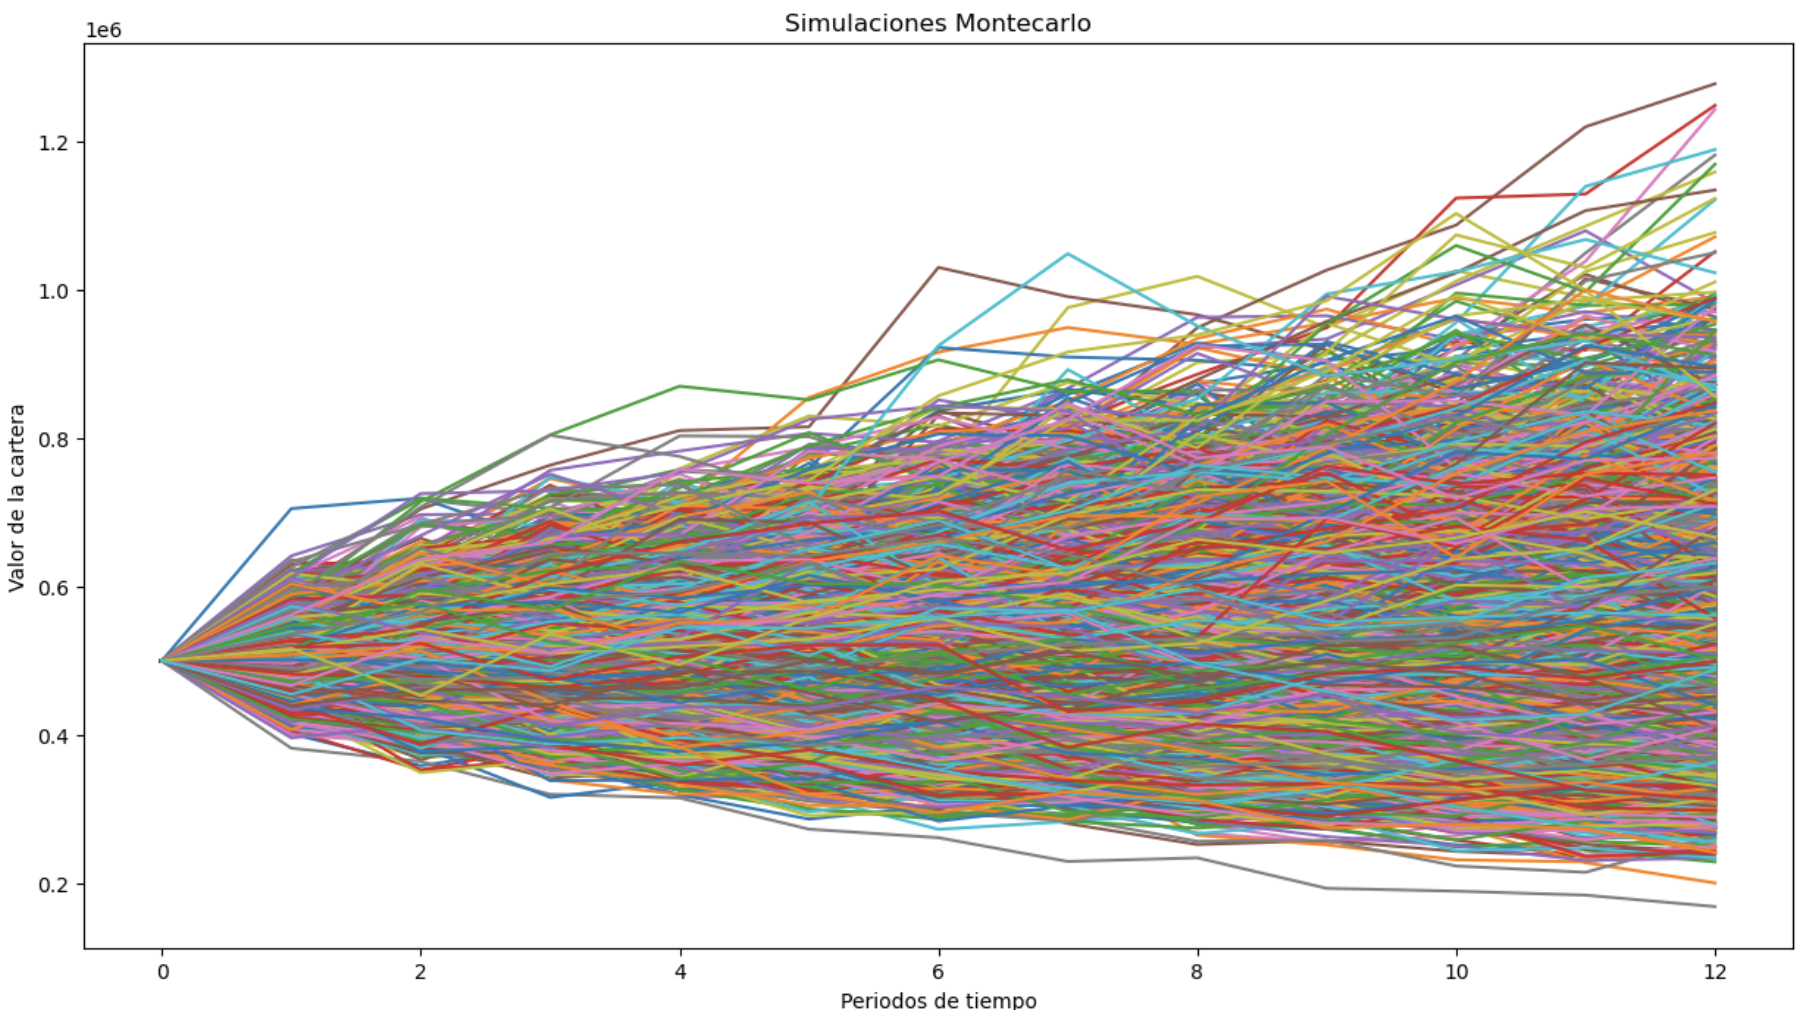 Simulaciones Montecarlo
1e6
1.2
1.0
0.8
0.6
0.4
0.2
Valor de la cartera
0 2 4 6 8 10 12
Periodos de tiempo